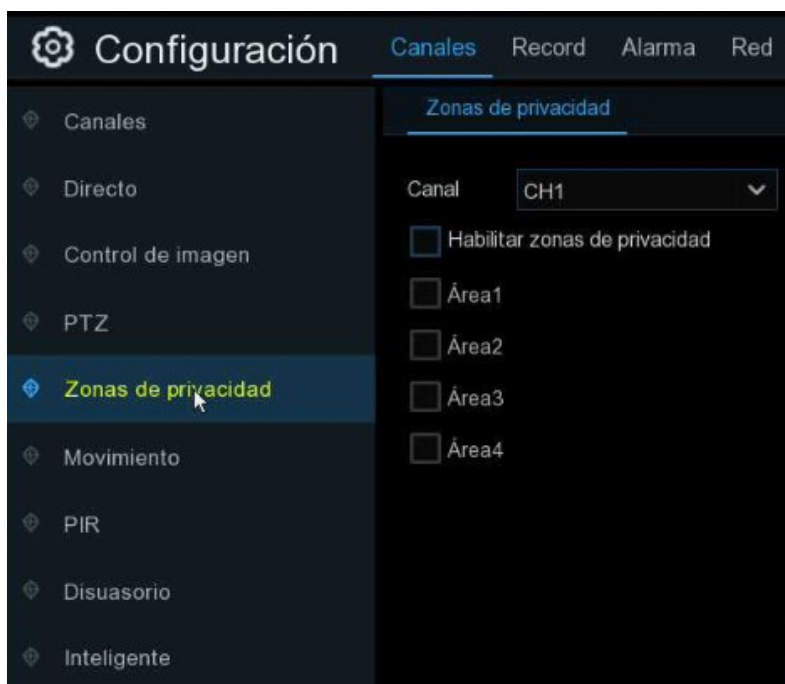 Configuración
Canales Record Alarma Red
Canales
Directo
Control de imagen
PTZ
Zonas de privacidad
Movimiento
PIR
Disuasorio
Inteligente
Zonas de privacidad
Canal CH1
Habilitar zonas de privacidad
Área1
Área2
Área3
Área4